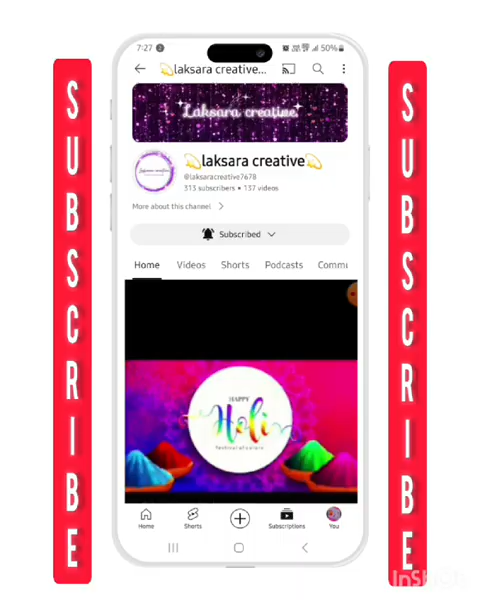 SUBSCRIBE
7:27 50%
💫laksara creative...
Laksara creative
💫laksara creative💫
@laksaracreative7678
313 subscribers • 137 videos
More about this channel
Subscribed
Home Videos Shorts Podcasts Commu
HAPPY
Holi
Home Shorts Subscriptions You
SUBSCRIBE
InShOt